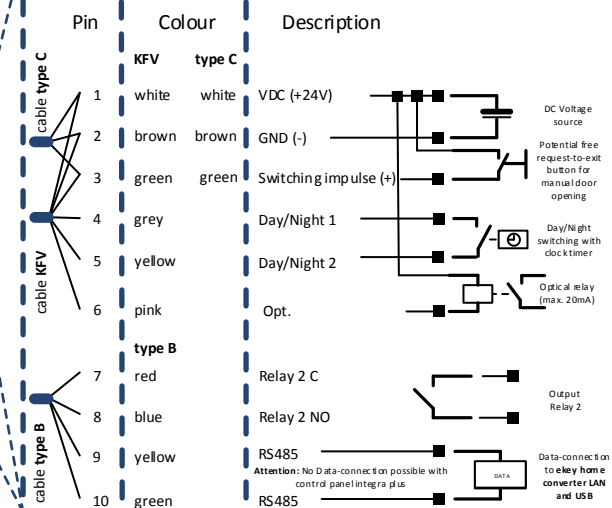 Pin Colour Description
KFV type C
cable type C
1 white white VDC (+24V)
2 brown brown GND (-)
3 green green Switching impulse (+)
4 grey Day/Night 1
5 yellow Day/Night 2
6 pink Opt.
cable KFV
DC Voltage
source
Potential free
request-to-exit
button for
manual door
opening
Day/Night
switching with
clock timer
Optical relay
(max. 20mA)
type B
7 red Relay 2 C
8 blue Relay 2 NO
9 yellow RS485
Attention: No Data-connection possible with
control panel integra plus
10 green RS485
cable type B
Output
Relay 2
DATA
Data-connection
to ekey home
converter LAN
and USB